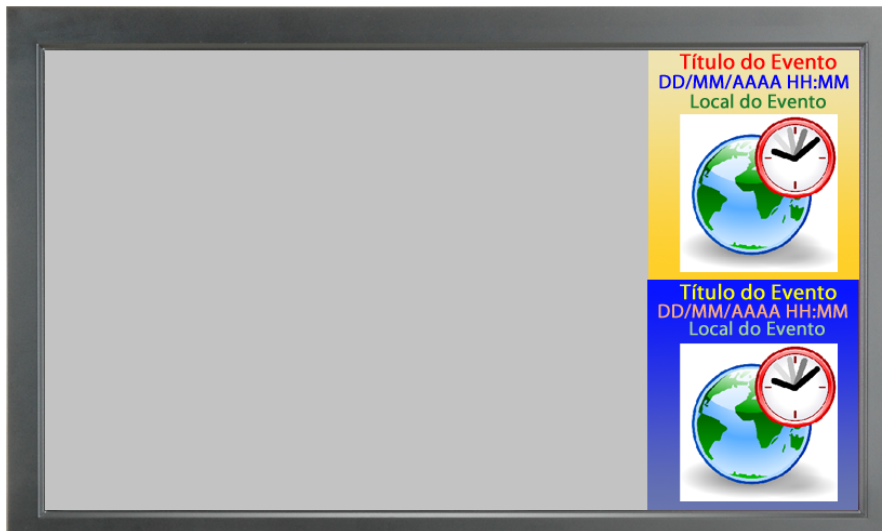 Título do Evento
DD/MM/AAAA HH:MM
Local do Evento
Título do Evento
DD/MM/AAAA HH:MM
Local do Evento